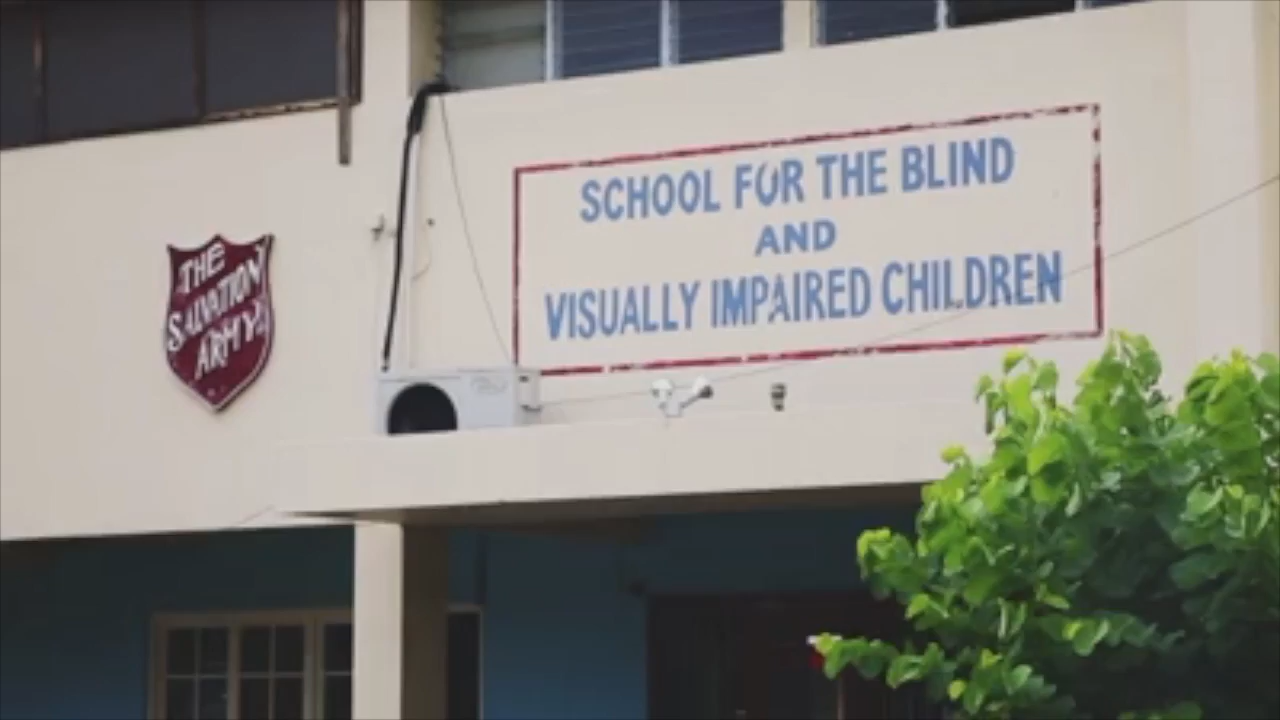 THE
SALVATION
ARMY
SCHOOL FOR THE BLIND
AND
VISUALLY IMPAIRED CHILDREN